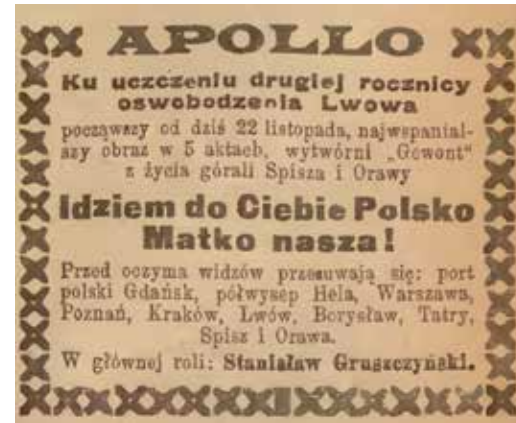 APOLLO
Ku uczczeniu drugiej rocznicy
oswobodzenia Lwowa
począwszy od dziś 22 listopada, najwspanial-
szy obraz w 5 aktach, wytwórni „Gewont"
z życia górali Spisza i Orawy
Idziem do Ciebie Polsko
Matko nasza!
Przed oczyma widzów przesuwają się: port
polski Gdańsk, półwysep Hela, Warszawa,
Poznań, Kraków, Lwów, Borysław, Tatry,
Spisz i Orawa.
W głównej roli: Stanisław Gruszczyński.